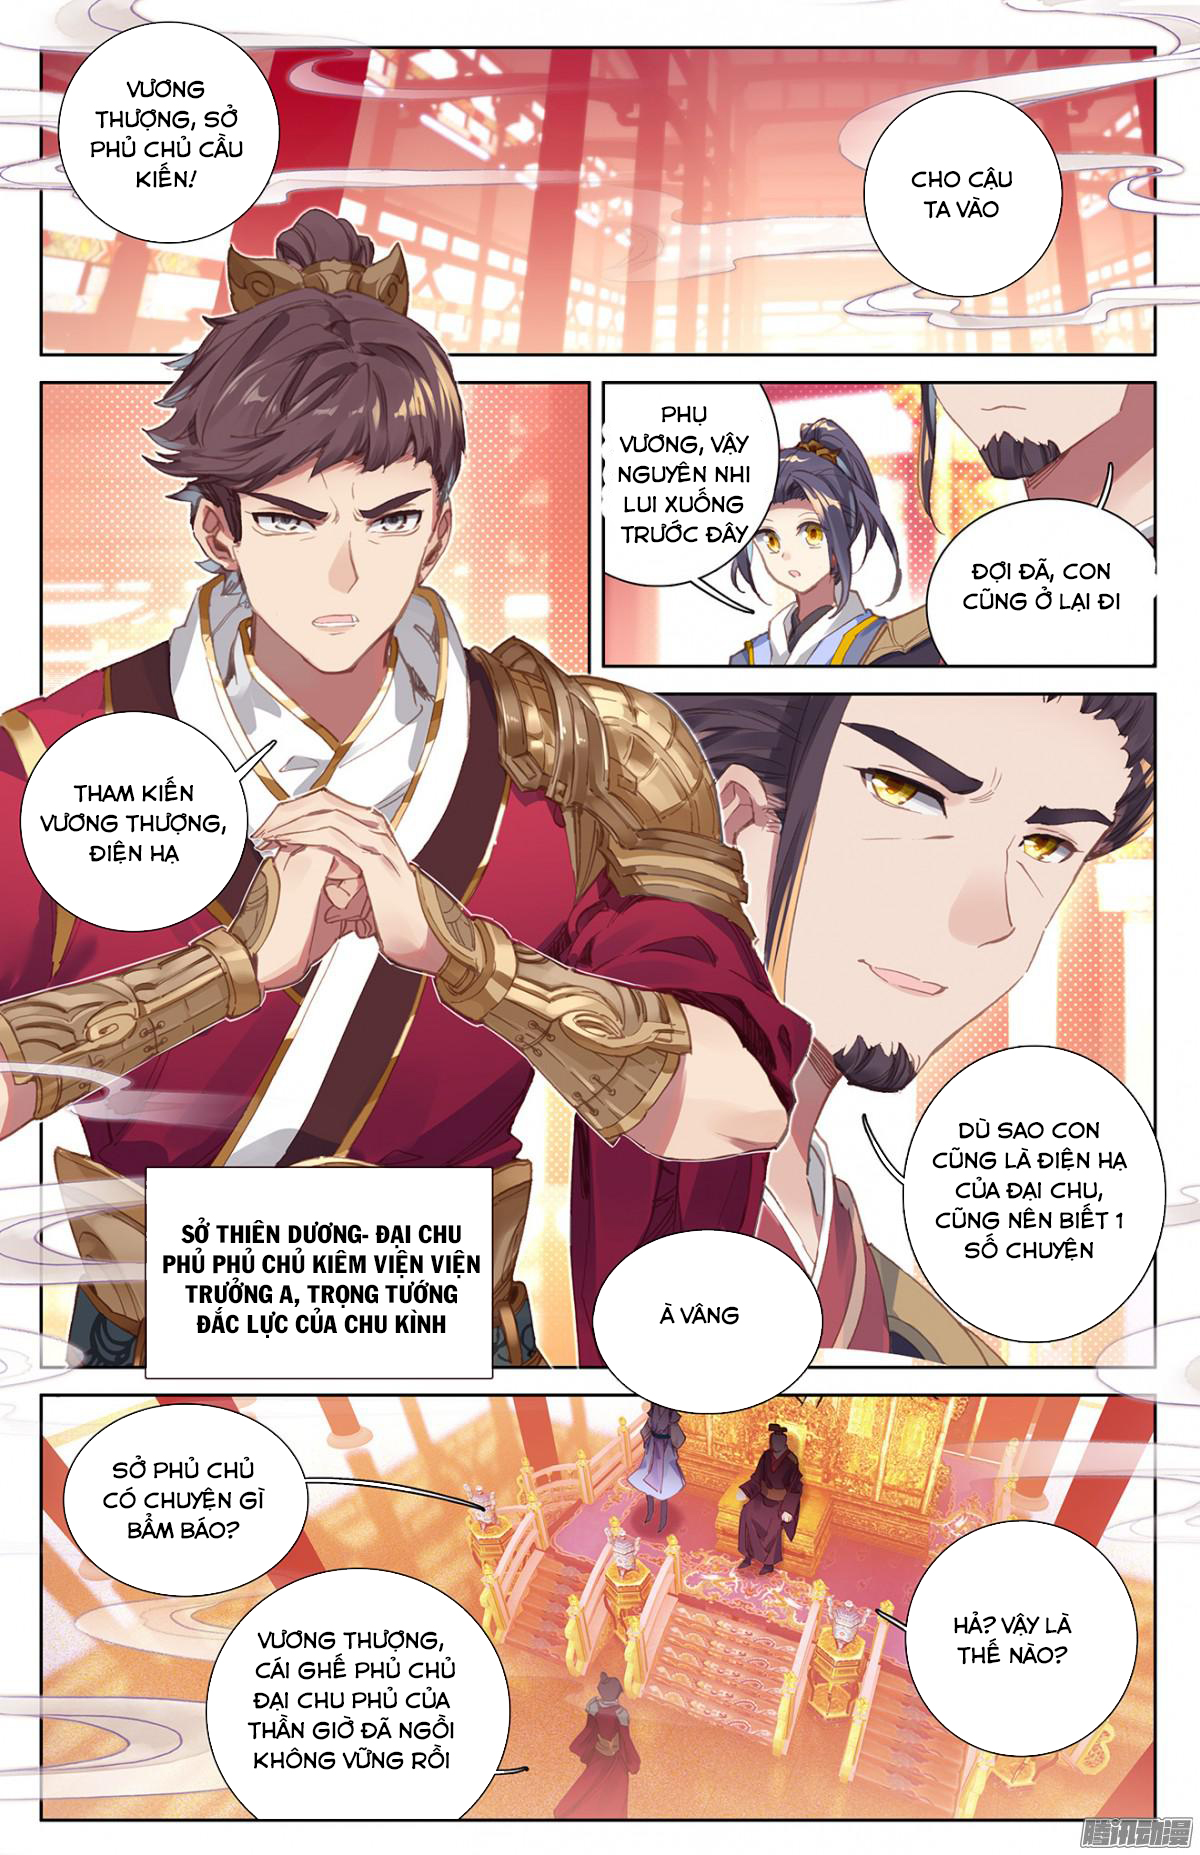 VƯƠNG
THƯỢNG, SỞ
PHỦ CHỦ CẦU
KIẾN!
CHO CẬU
TA VÀO
PHỤ
VƯƠNG, VẬY
NGUYÊN NHI
LUI XUỐNG
TRƯỚC ĐÂY
ĐỢI ĐÃ, CON
CŨNG Ở LẠI ĐI
THAM KIẾN
VƯƠNG THƯỢNG,
ĐIỆN HẠ
DÙ SAO CON
CŨNG LÀ ĐIỆN HẠ
CỦA ĐẠI CHU,
CŨNG NÊN BIẾT 1
SỐ CHUYỆN
SỞ THIÊN DƯƠNG- ĐẠI CHU
PHỦ PHỦ CHỦ KIÊM VIỆN VIỆN
TRƯỞNG A, TRỌNG TƯỚNG
ĐẮC LỰC CỦA CHU KÌNH
À VÂNG
SỞ PHỦ CHỦ
CÓ CHUYỆN GÌ
BẨM BÁO?
VƯƠNG THƯỢNG,
CÁI GHẾ PHỦ CHỦ
ĐẠI CHU PHỦ CỦA
THẦN GIỜ ĐÃ NGỒI
KHÔNG VỮNG RỒI
HẢ? VẬY LÀ
THẾ NÀO?
腾讯动漫